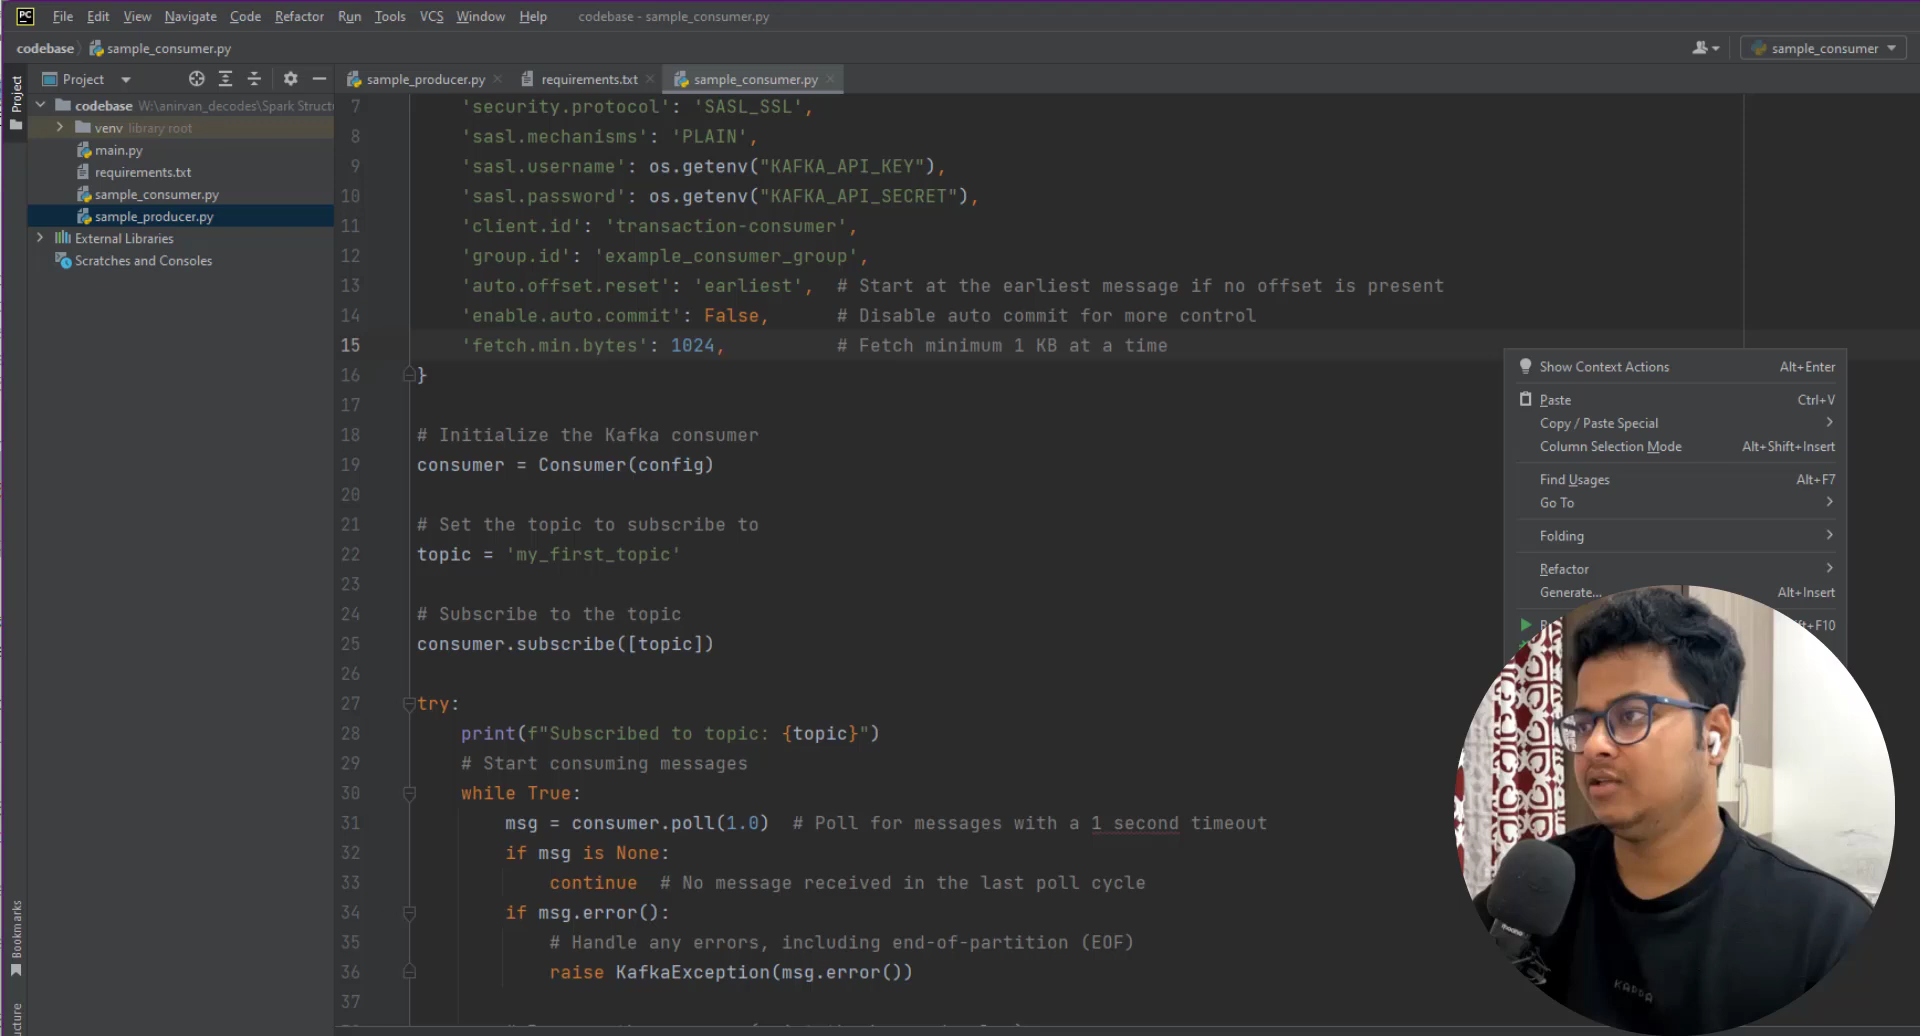 PC File Edit View Navigate Code Refactor Run Tools VCS Window Help codebase - sample_consumer.py
codebase sample_consumer.py
sample_consumer
Project
Project
codebase W:\anirvan_decodes\Spark Struct
venv library root
main.py
requirements.txt
sample_consumer.py
sample_producer.py
External Libraries
Scratches and Consoles
Bookmarks
ucture
sample_producer.py requirements.txt sample_consumer.py
7 'security.protocol': 'SASL_SSL',
8 'sasl.mechanisms': 'PLAIN',
9 'sasl.username': os.getenv("KAFKA_API_KEY"),
10 'sasl.password': os.getenv("KAFKA_API_SECRET"),
11 'client.id': 'transaction-consumer',
12 'group.id': 'example_consumer_group',
13 'auto.offset.reset': 'earliest', # Start at the earliest message if no offset is present
14 'enable.auto.commit': False, # Disable auto commit for more control
15 'fetch.min.bytes': 1024, # Fetch minimum 1 KB at a time
16 }
17
18 # Initialize the Kafka consumer
19 consumer = Consumer(config)
20
21 # Set the topic to subscribe to
22 topic = 'my_first_topic'
23
24 # Subscribe to the topic
25 consumer.subscribe([topic])
26
27 try:
28 print(f"Subscribed to topic: {topic}")
29 # Start consuming messages
30 while True:
31 msg = consumer.poll(1.0) # Poll for messages with a 1 second timeout
32 if msg is None:
33 continue # No message received in the last poll cycle
34 if msg.error():
35 # Handle any errors, including end-of-partition (EOF)
36 raise KafkaException(msg.error())
37
Show Context Actions Alt+Enter
Paste Ctrl+V
Copy / Paste Special
Column Selection Mode Alt+Shift+Insert
Find Usages Alt+F7
Go To
Folding
Refactor
Generate... Alt+Insert
ft+F10
KAPPA